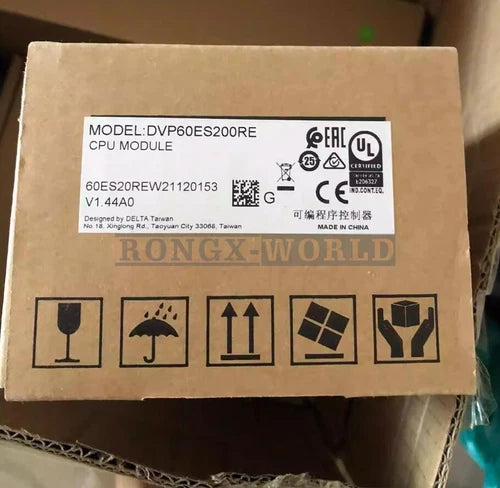 MODEL:DVP60ES200RE
CPU MODULE
60ES20REW21120153
V1.44A0
Designed by DELTA Taiwan
No.18, Xinglong Rd., Taoyuan City 33068, Taiwan
EAC
25
UL
CERTIFIED
E206327
IND.CONT.EQ.
CE
G
可编程序控制器
MADE IN CHINA
RONGX-WORLD